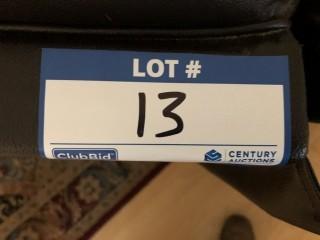 LOT #
13
ClubBid
CENTURY
AUCTIONS